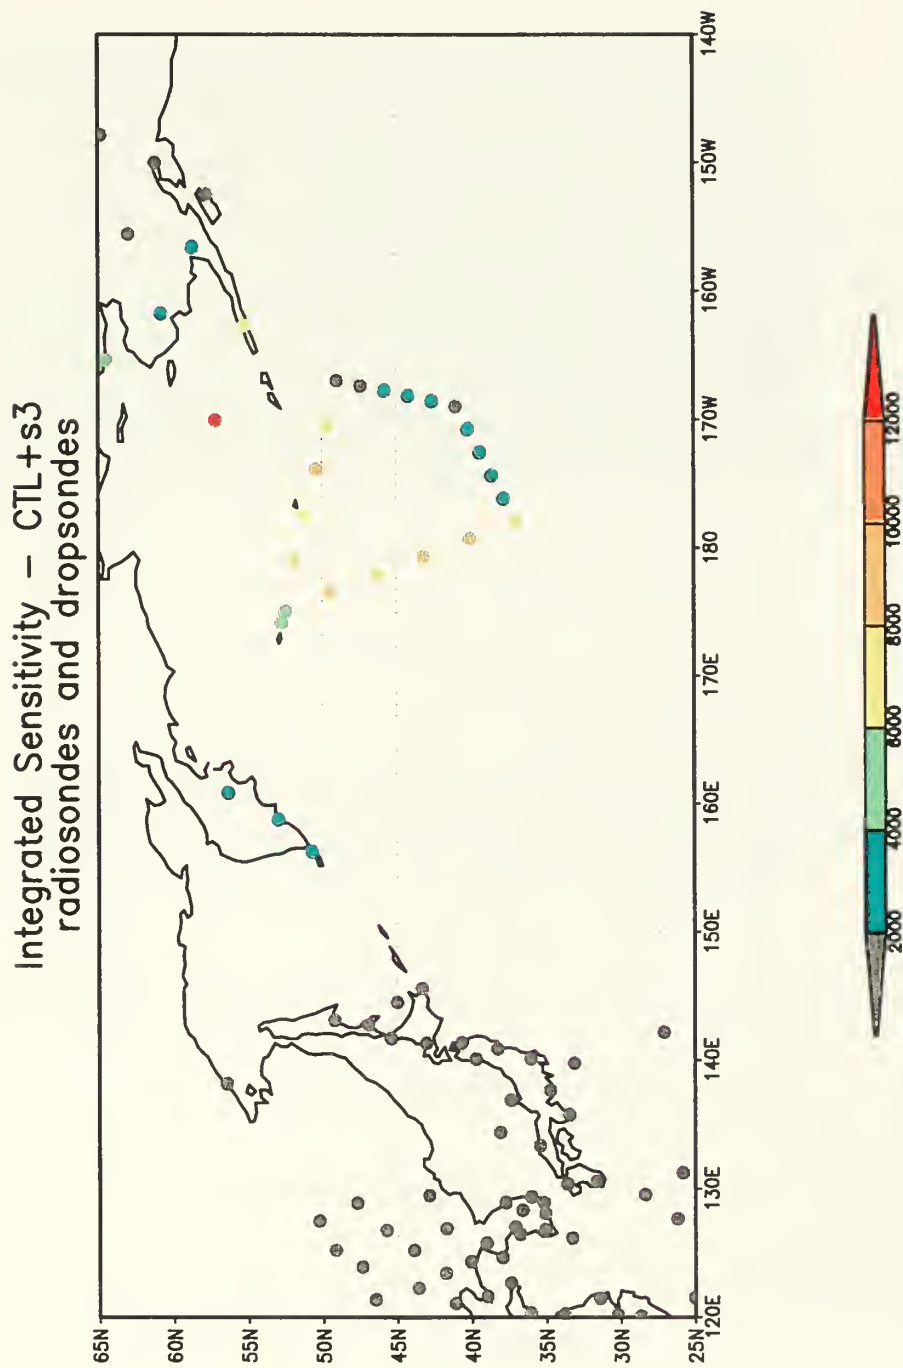 Integrated Sensitivity – CTL+s3
radiosondes and dropsondes
65N
60N
55N
50N
45N
40N
35N
30N
25N
120E
130E
140E
150E
160E
170E
180
170W
160W
150W
140W
2000
4000
6000
8000
10000
12000